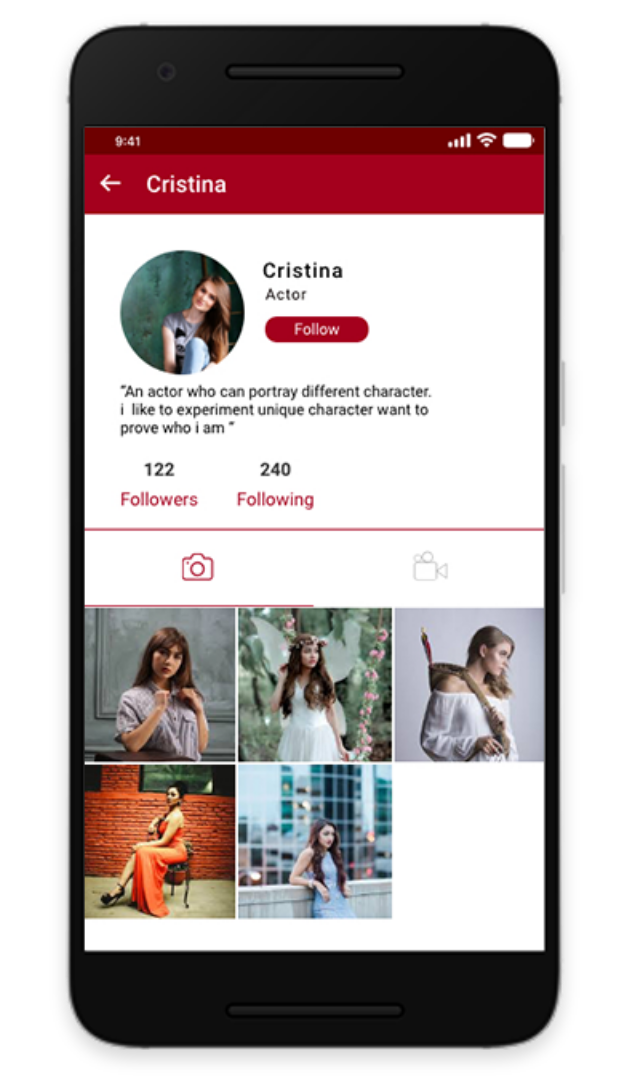 9:41
Cristina
Cristina
Actor
Follow
“An actor who can portray different character.
i like to experiment unique character want to
prove who i am ”
122 240
Followers Following